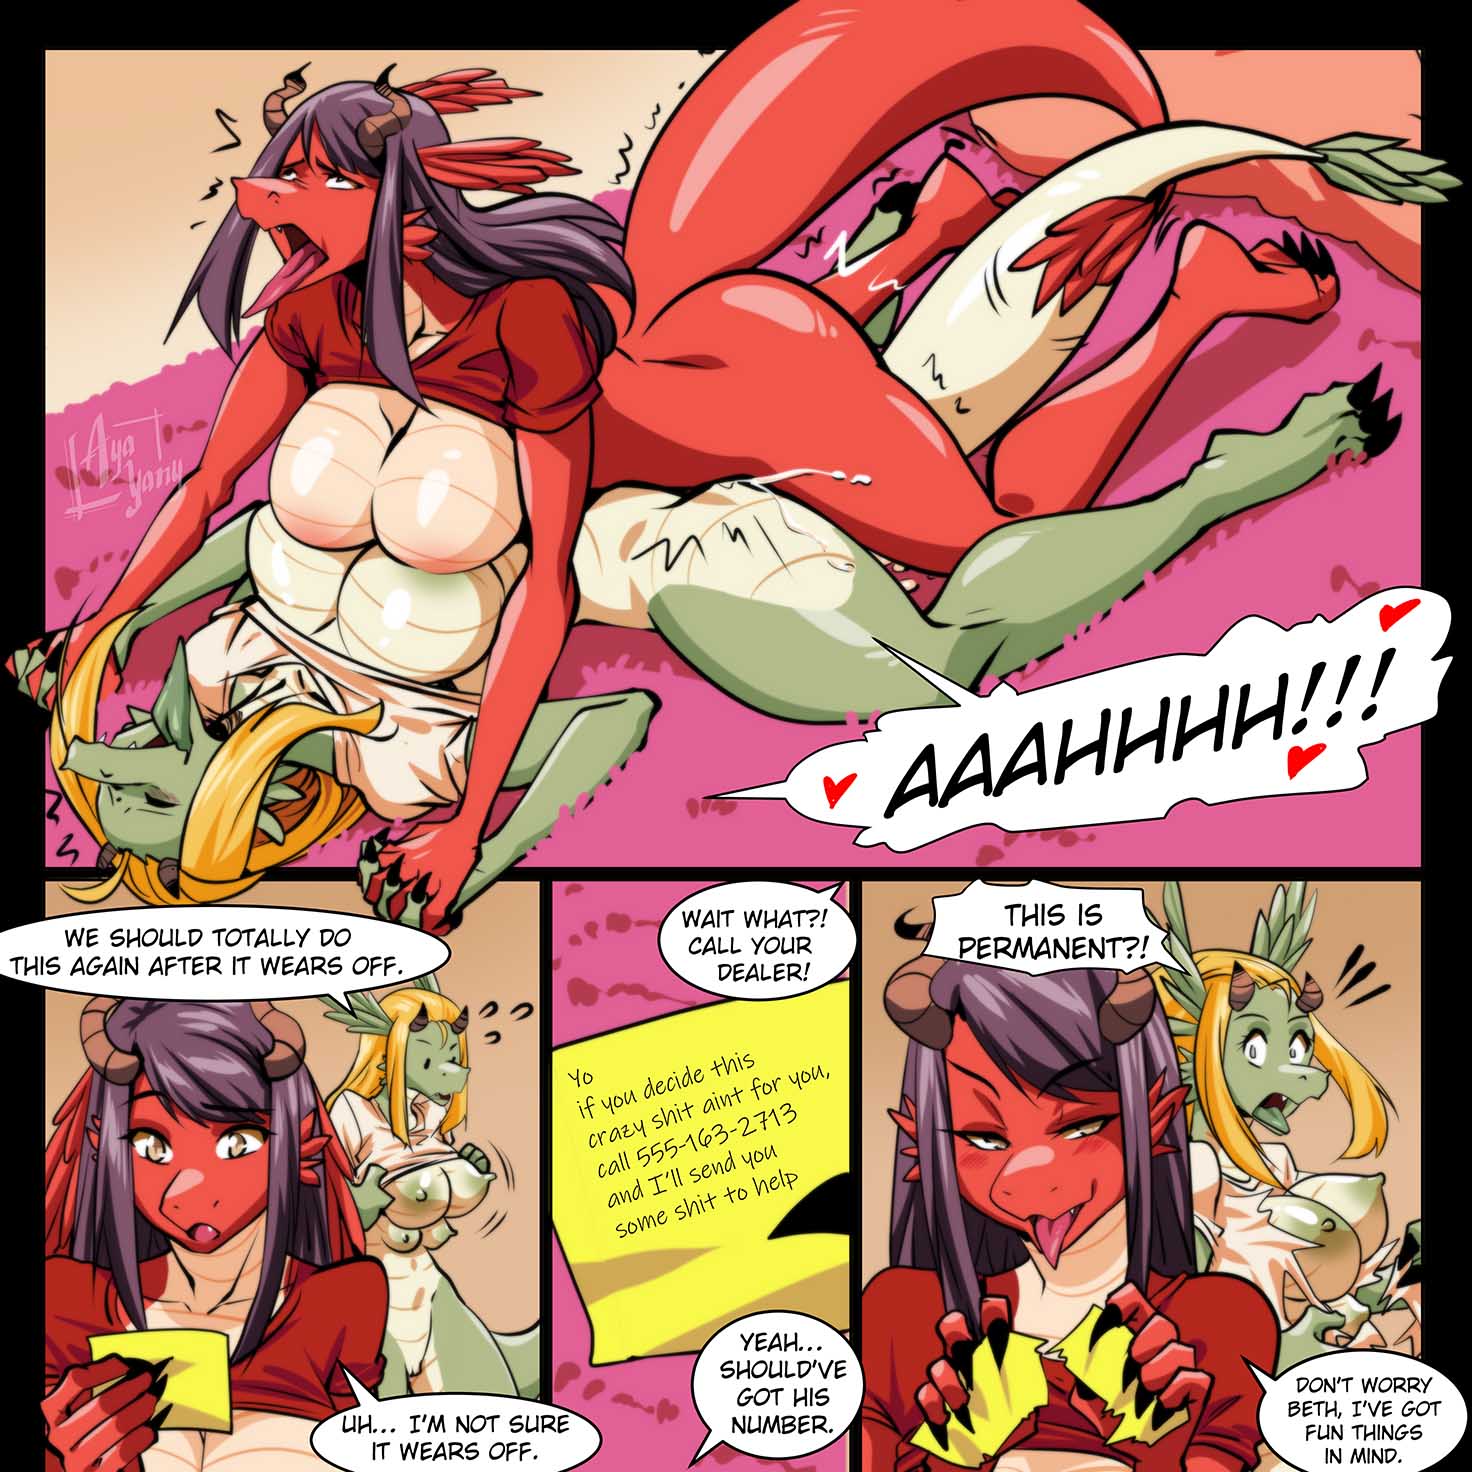 Aya
Yany
AAAHHHH!!!
WE SHOULD TOTALLY DO
THIS AGAIN AFTER IT WEARS OFF.
UH... I'M NOT SURE
IT WEARS OFF.
WAIT WHAT?!
CALL YOUR
DEALER!
Yo
if you decide this
crazy shit aint for you,
call 555-163-2713
and I'll send you
some shit to help
YEAH...
SHOULD'VE
GOT HIS
NUMBER.
THIS IS
PERMANENT?!
DON'T WORRY
BETH, I'VE GOT
FUN THINGS
IN MIND.